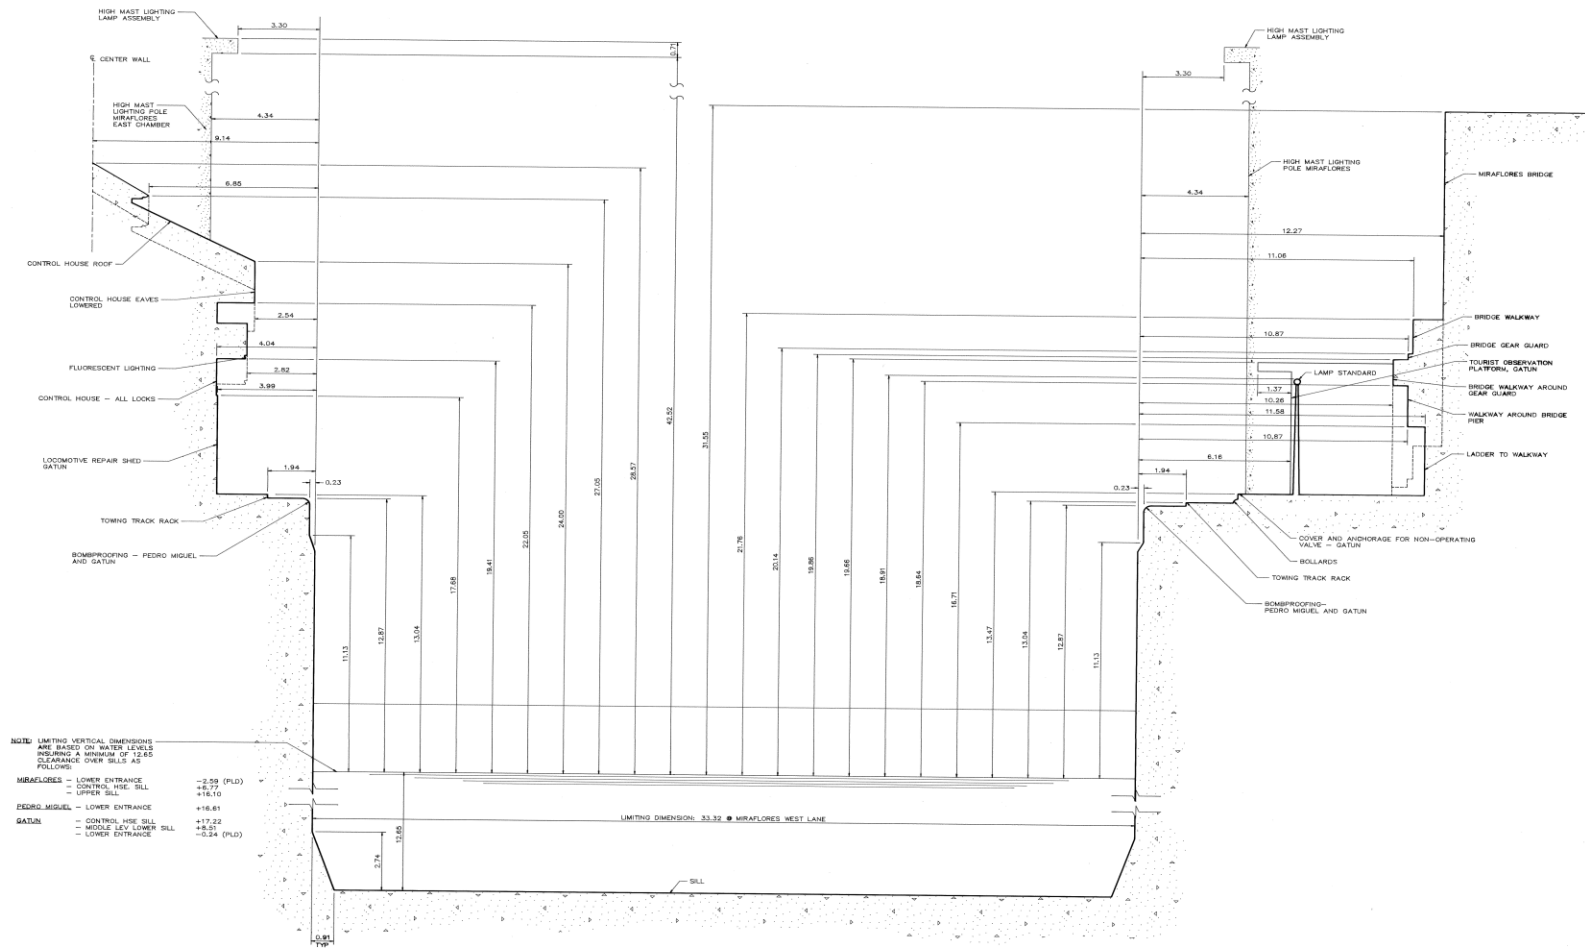 HIGH MAST LIGHTING
LAMP ASSEMBLY
3.30
0.71
℄ CENTER WALL
HIGH MAST
LIGHTING POLE
MIRAFLORES
EAST CHAMBER
4.34
9.14
6.85
CONTROL HOUSE ROOF
CONTROL HOUSE EAVES
LOWERED
2.54
4.04
FLUORESCENT LIGHTING
2.82
CONTROL HOUSE – ALL LOCKS
3.99
LOCOMOTIVE REPAIR SHED
GATUN
1.94
0.23
TOWING TRACK RACK
BOMBPROOFING – PEDRO MIGUEL
AND GATUN
11.13
12.87
13.04
17.68
19.41
22.05
24.00
27.05
28.57
42.52
31.55
21.76
20.14
19.86
19.66
18.91
18.64
16.71
13.47
13.04
12.87
11.13
HIGH MAST LIGHTING
LAMP ASSEMBLY
3.30
HIGH MAST LIGHTING
POLE MIRAFLORES
MIRAFLORES BRIDGE
4.34
12.27
11.06
BRIDGE WALKWAY
10.87
BRIDGE GEAR GUARD
TOURIST OBSERVATION
PLATFORM, GATUN
LAMP STANDARD
BRIDGE WALKWAY AROUND
GEAR GUARD
1.37
10.26
11.58
WALKWAY AROUND BRIDGE
PIER
10.87
6.16
LADDER TO WALKWAY
1.94
0.23
COVER AND ANCHORAGE FOR NON-OPERATING
VALVE – GATUN
BOLLARDS
TOWING TRACK RACK
BOMBPROOFING–
PEDRO MIGUEL AND GATUN
NOTE: LIMITING VERTICAL DIMENSIONS
ARE BASED ON WATER LEVELS
INSURING A MINIMUM OF 12.65
CLEARANCE OVER SILLS AS
FOLLOWS:
MIRAFLORES – LOWER ENTRANCE –2.59 (PLD)
– CONTROL HSE. SILL +6.77
– UPPER SILL +16.10
PEDRO MIGUEL – LOWER ENTRANCE +16.61
GATUN – CONTROL HSE SILL +17.22
– MIDDLE LEV LOWER SILL +8.51
– LOWER ENTRANCE –0.24 (PLD)
LIMITING DIMENSION: 33.32 @ MIRAFLORES WEST LANE
12.65
2.74
SILL
0.91
TYP